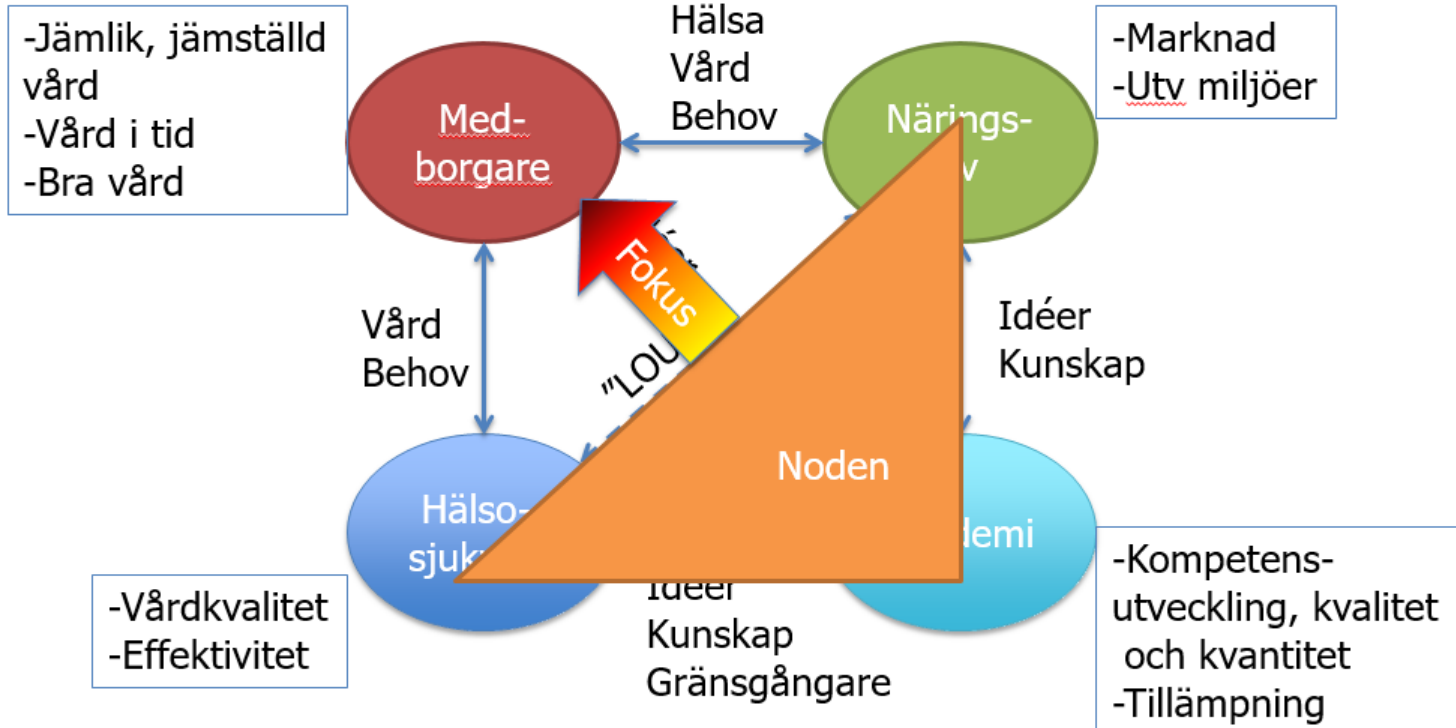 -Jämlik, jämställd
vård
-Vård i tid
-Bra vård
Med-
borgare
Hälsa
Vård
Behov
Närings-
-Marknad
-Utv miljöer
Fokus
"LOU
Vård
Behov
Idéer
Kunskap
Noden
Hälso-
-Vårdkvalitet
-Effektivitet
Idéer
Kunskap
Gränsgångare
-Kompetens-
utveckling, kvalitet
och kvantitet
-Tillämpning